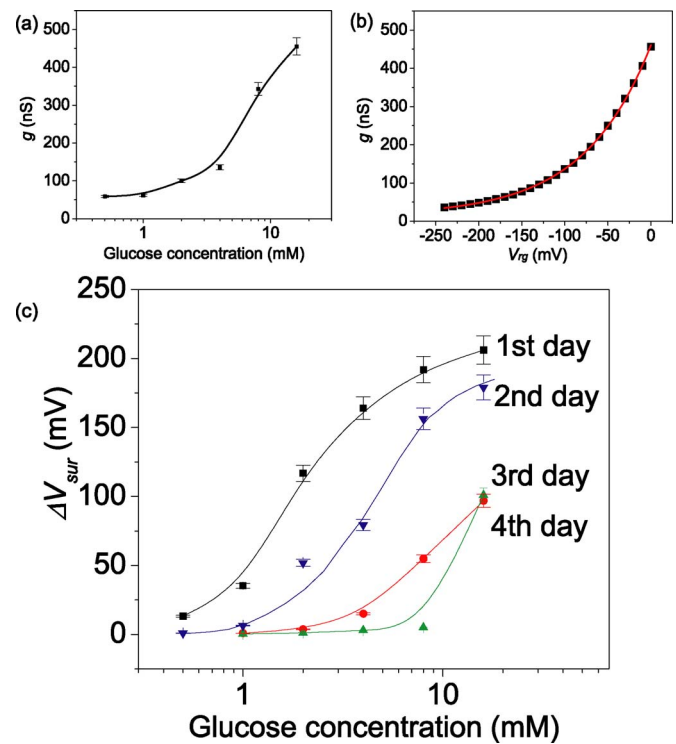 (a)
500
400
300
200
100
0
g (nS)
1
10
Glucose concentration (mM)
(b)
500
400
300
200
100
0
g (nS)
-250 -200 -150 -100 -50 0
Vrg (mV)
(c)
250
200
150
100
50
0
ΔVsur (mV)
1st day
2nd day
3rd day
4th day
1
10
Glucose concentration (mM)